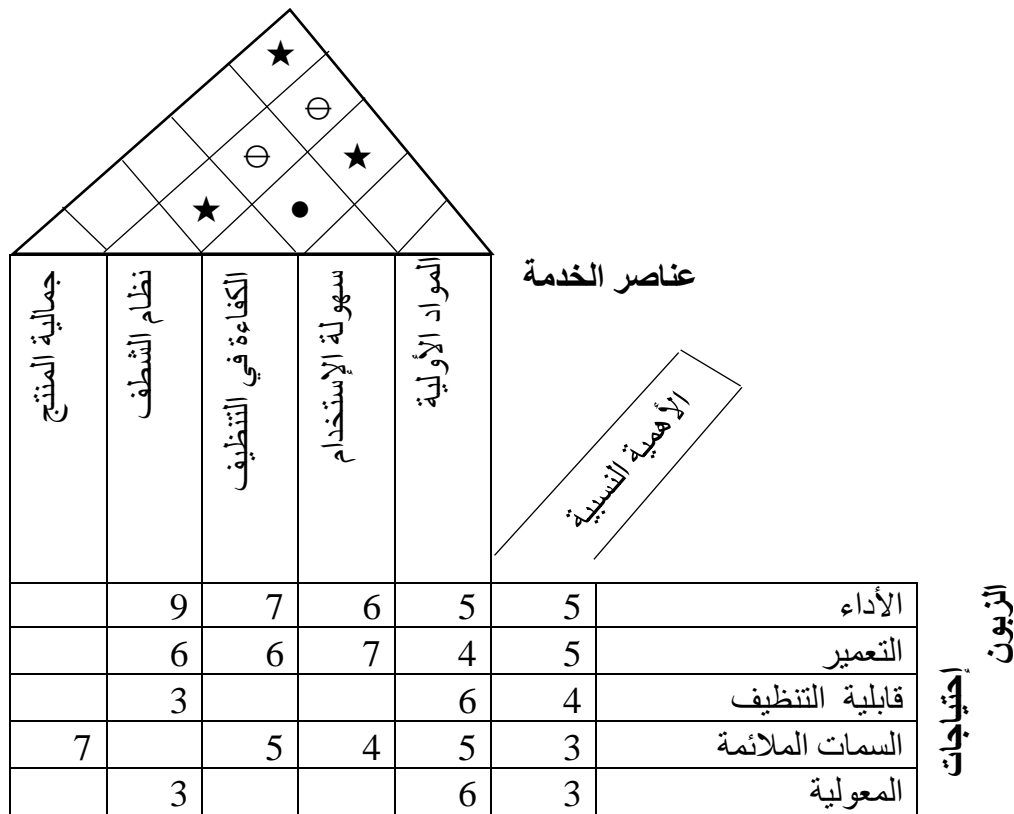 ★
⊖
⊖ ★
★ ●
عناصر الخدمة
المواد الأولية
سهولة الإستخدام
الكفاءة في التنظيف
نظام الشطف
جمالية المنتج
الأهمية النسبية
إحتياجات
الزبون
الأداء 5 5 6 7 9
التعمير 5 4 7 6 6
قابلية التنظيف 4 6 3
السمات الملائمة 3 5 4 5 7
المعولية 3 6 3